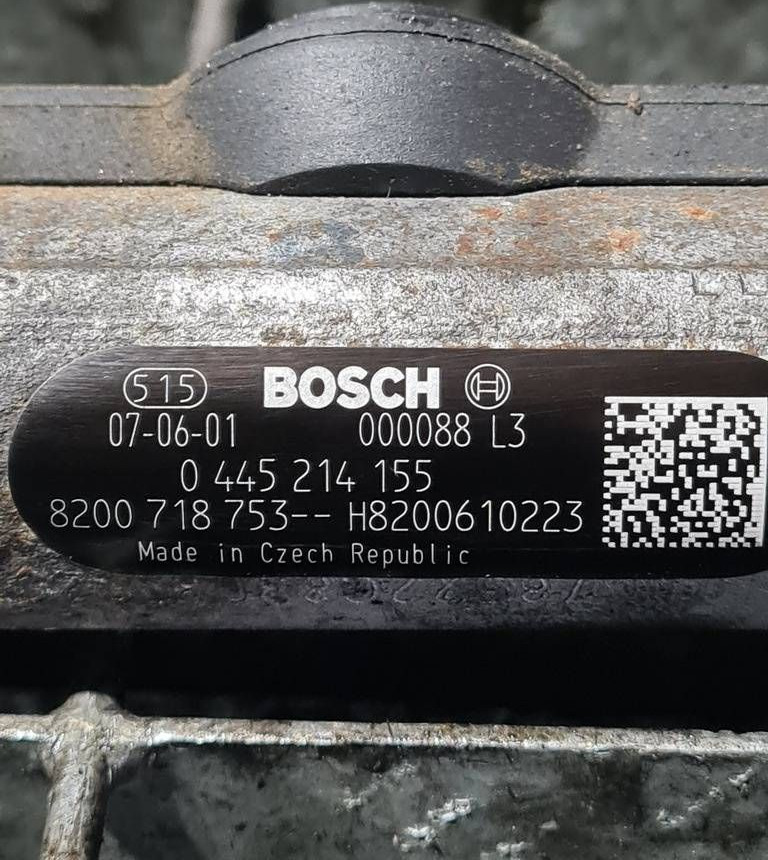 515 BOSCH
07-06-01 000088 L3
0 445 214 155
8200 718 753-- H8200610223
Made in Czech Republic